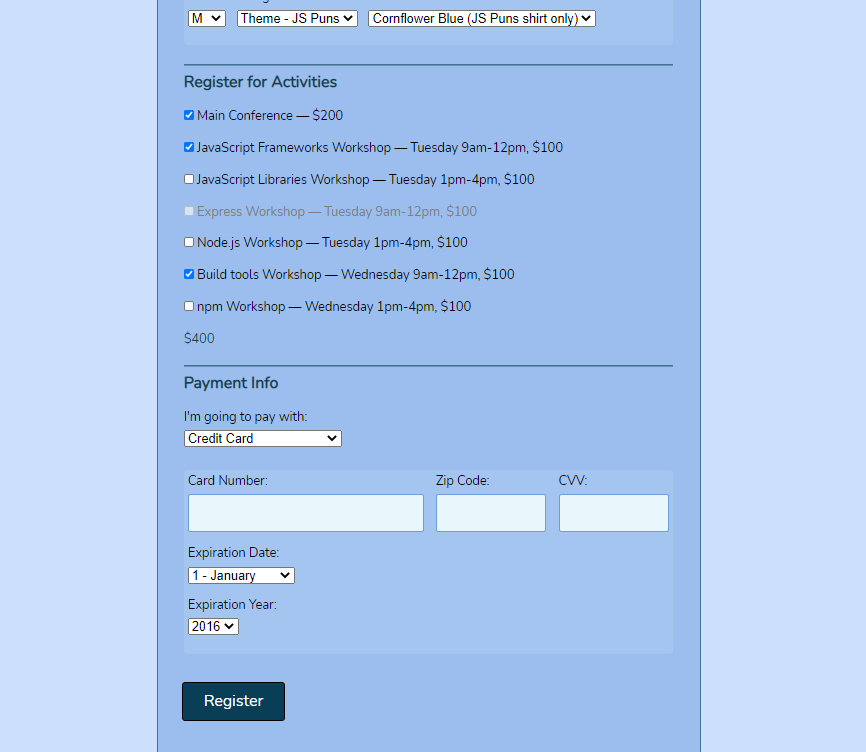 M Theme - JS Puns Cornflower Blue (JS Puns shirt only)
Register for Activities
Main Conference — $200
JavaScript Frameworks Workshop — Tuesday 9am-12pm, $100
JavaScript Libraries Workshop — Tuesday 1pm-4pm, $100
Express Workshop — Tuesday 9am-12pm, $100
Node.js Workshop — Tuesday 1pm-4pm, $100
Build tools Workshop — Wednesday 9am-12pm, $100
npm Workshop — Wednesday 1pm-4pm, $100
$400
Payment Info
I'm going to pay with:
Credit Card
Card Number: Zip Code: CVV:
Expiration Date:
1 - January
Expiration Year:
2016
Register